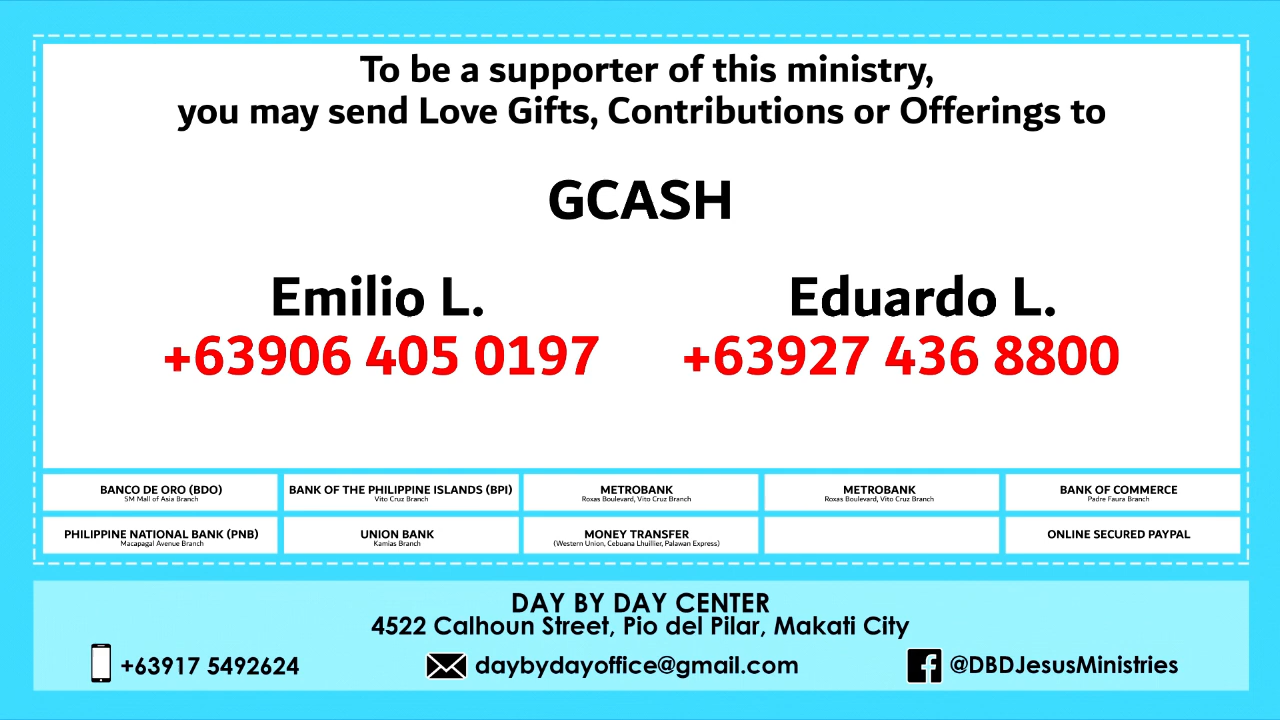 To be a supporter of this ministry,
you may send Love Gifts, Contributions or Offerings to
GCASH
Emilio L.
+63906 405 0197
Eduardo L.
+63927 436 8800
BANCO DE ORO (BDO)
SM Mall of Asia Branch
BANK OF THE PHILIPPINE ISLANDS (BPI)
Vito Cruz Branch
METROBANK
Roxas Boulevard, Vito Cruz Branch
METROBANK
Roxas Boulevard, Vito Cruz Branch
BANK OF COMMERCE
Padre Faura Branch
PHILIPPINE NATIONAL BANK (PNB)
Macapagal Avenue Branch
UNION BANK
Kamias Branch
MONEY TRANSFER
(Western Union, Cebuana Lhuillier, Palawan Express)
ONLINE SECURED PAYPAL
DAY BY DAY CENTER
4522 Calhoun Street, Pio del Pilar, Makati City
+63917 5492624
daybydayoffice@gmail.com
@DBDJesusMinistries